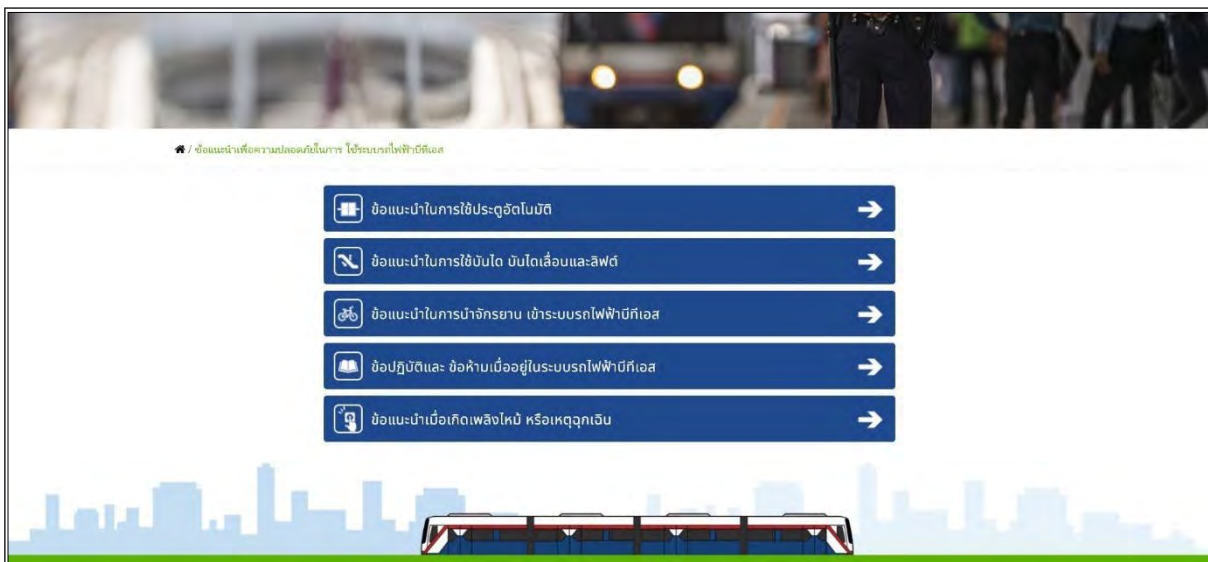 / ข้อแนะนำเพื่อความปลอดภัยในการ ใช้ระบบรถไฟฟ้าบีทีเอส
ข้อแนะนำในการใช้ประตูอัตโนมัติ
ข้อแนะนำในการใช้บันได บันไดเลื่อนและลิฟต์
ข้อแนะนำในการนำจักรยาน เข้าระบบรถไฟฟ้าบีทีเอส
ข้อปฎิบัติและ ข้อห้ามเมื่ออยู่ในระบบรถไฟฟ้าบีทีเอส
ข้อแนะนำเมื่อเกิดเพลิงไหม้ หรือเหตุฉุกเฉิน